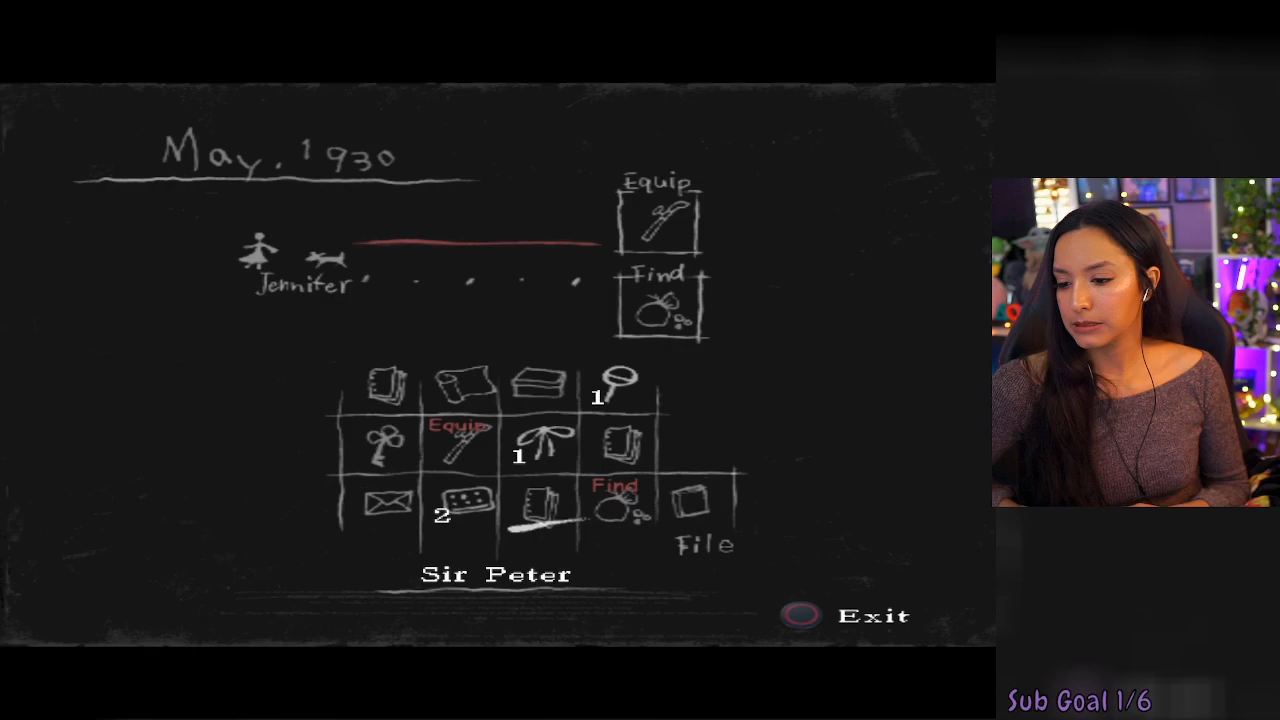 May. 1930
Equip
Jennifer
Find
1
Equip
1
Find
2
File
Sir Peter
Exit
Sub Goal 1/6